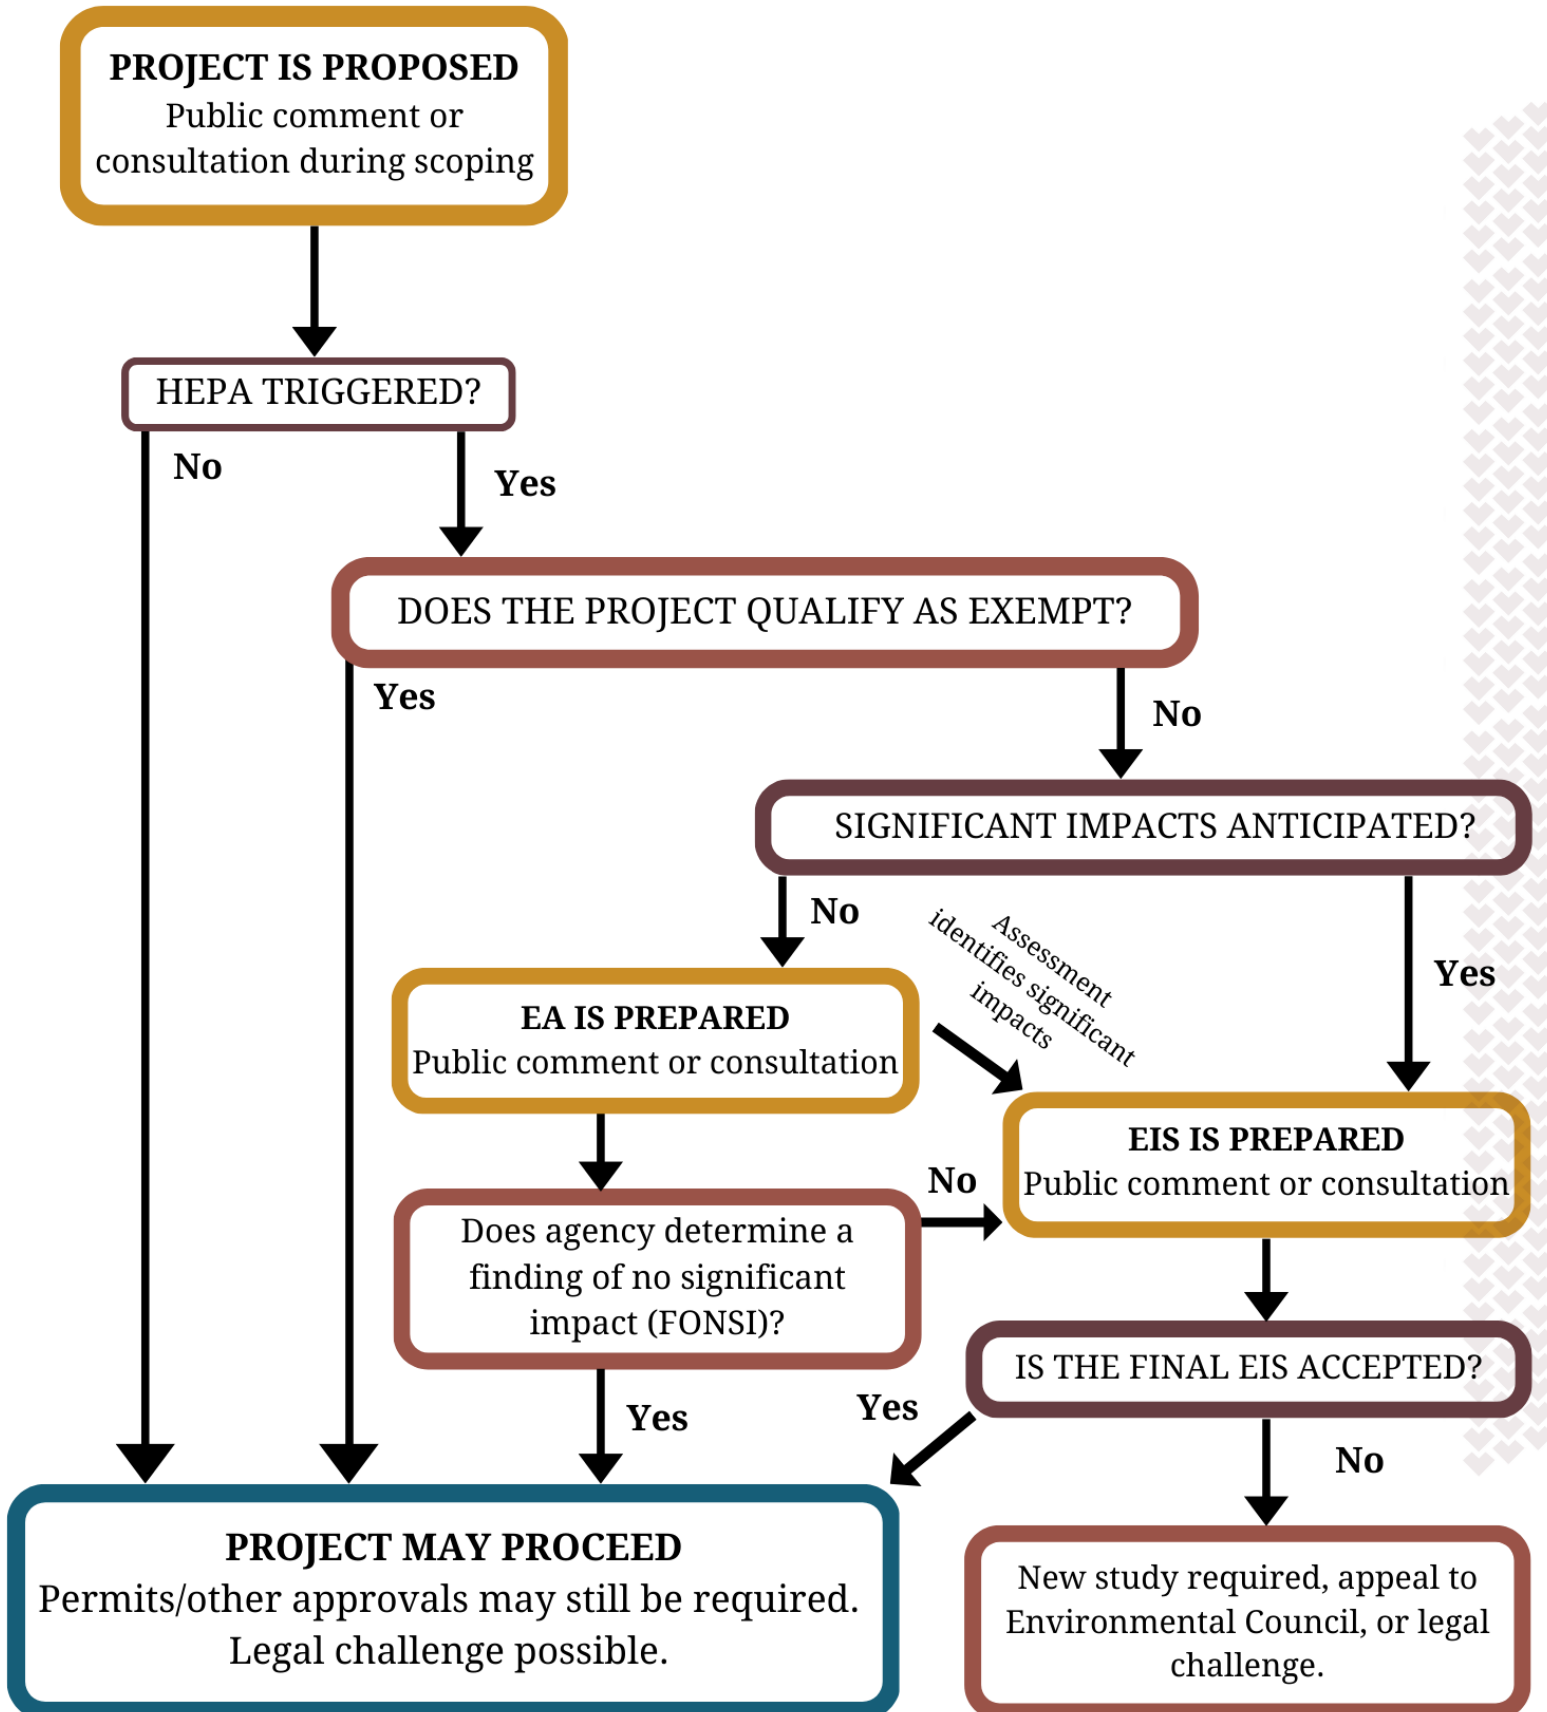 PROJECT IS PROPOSED
Public comment or
consultation during scoping
HEPA TRIGGERED?
No
Yes
DOES THE PROJECT QUALIFY AS EXEMPT?
Yes
No
SIGNIFICANT IMPACTS ANTICIPATED?
No
Assessment
identifies significant
impacts
Yes
EA IS PREPARED
Public comment or consultation
EIS IS PREPARED
Public comment or consultation
No
Does agency determine a
finding of no significant
impact (FONSI)?
IS THE FINAL EIS ACCEPTED?
Yes
Yes
No
PROJECT MAY PROCEED
Permits/other approvals may still be required.
Legal challenge possible.
New study required, appeal to
Environmental Council, or legal
challenge.